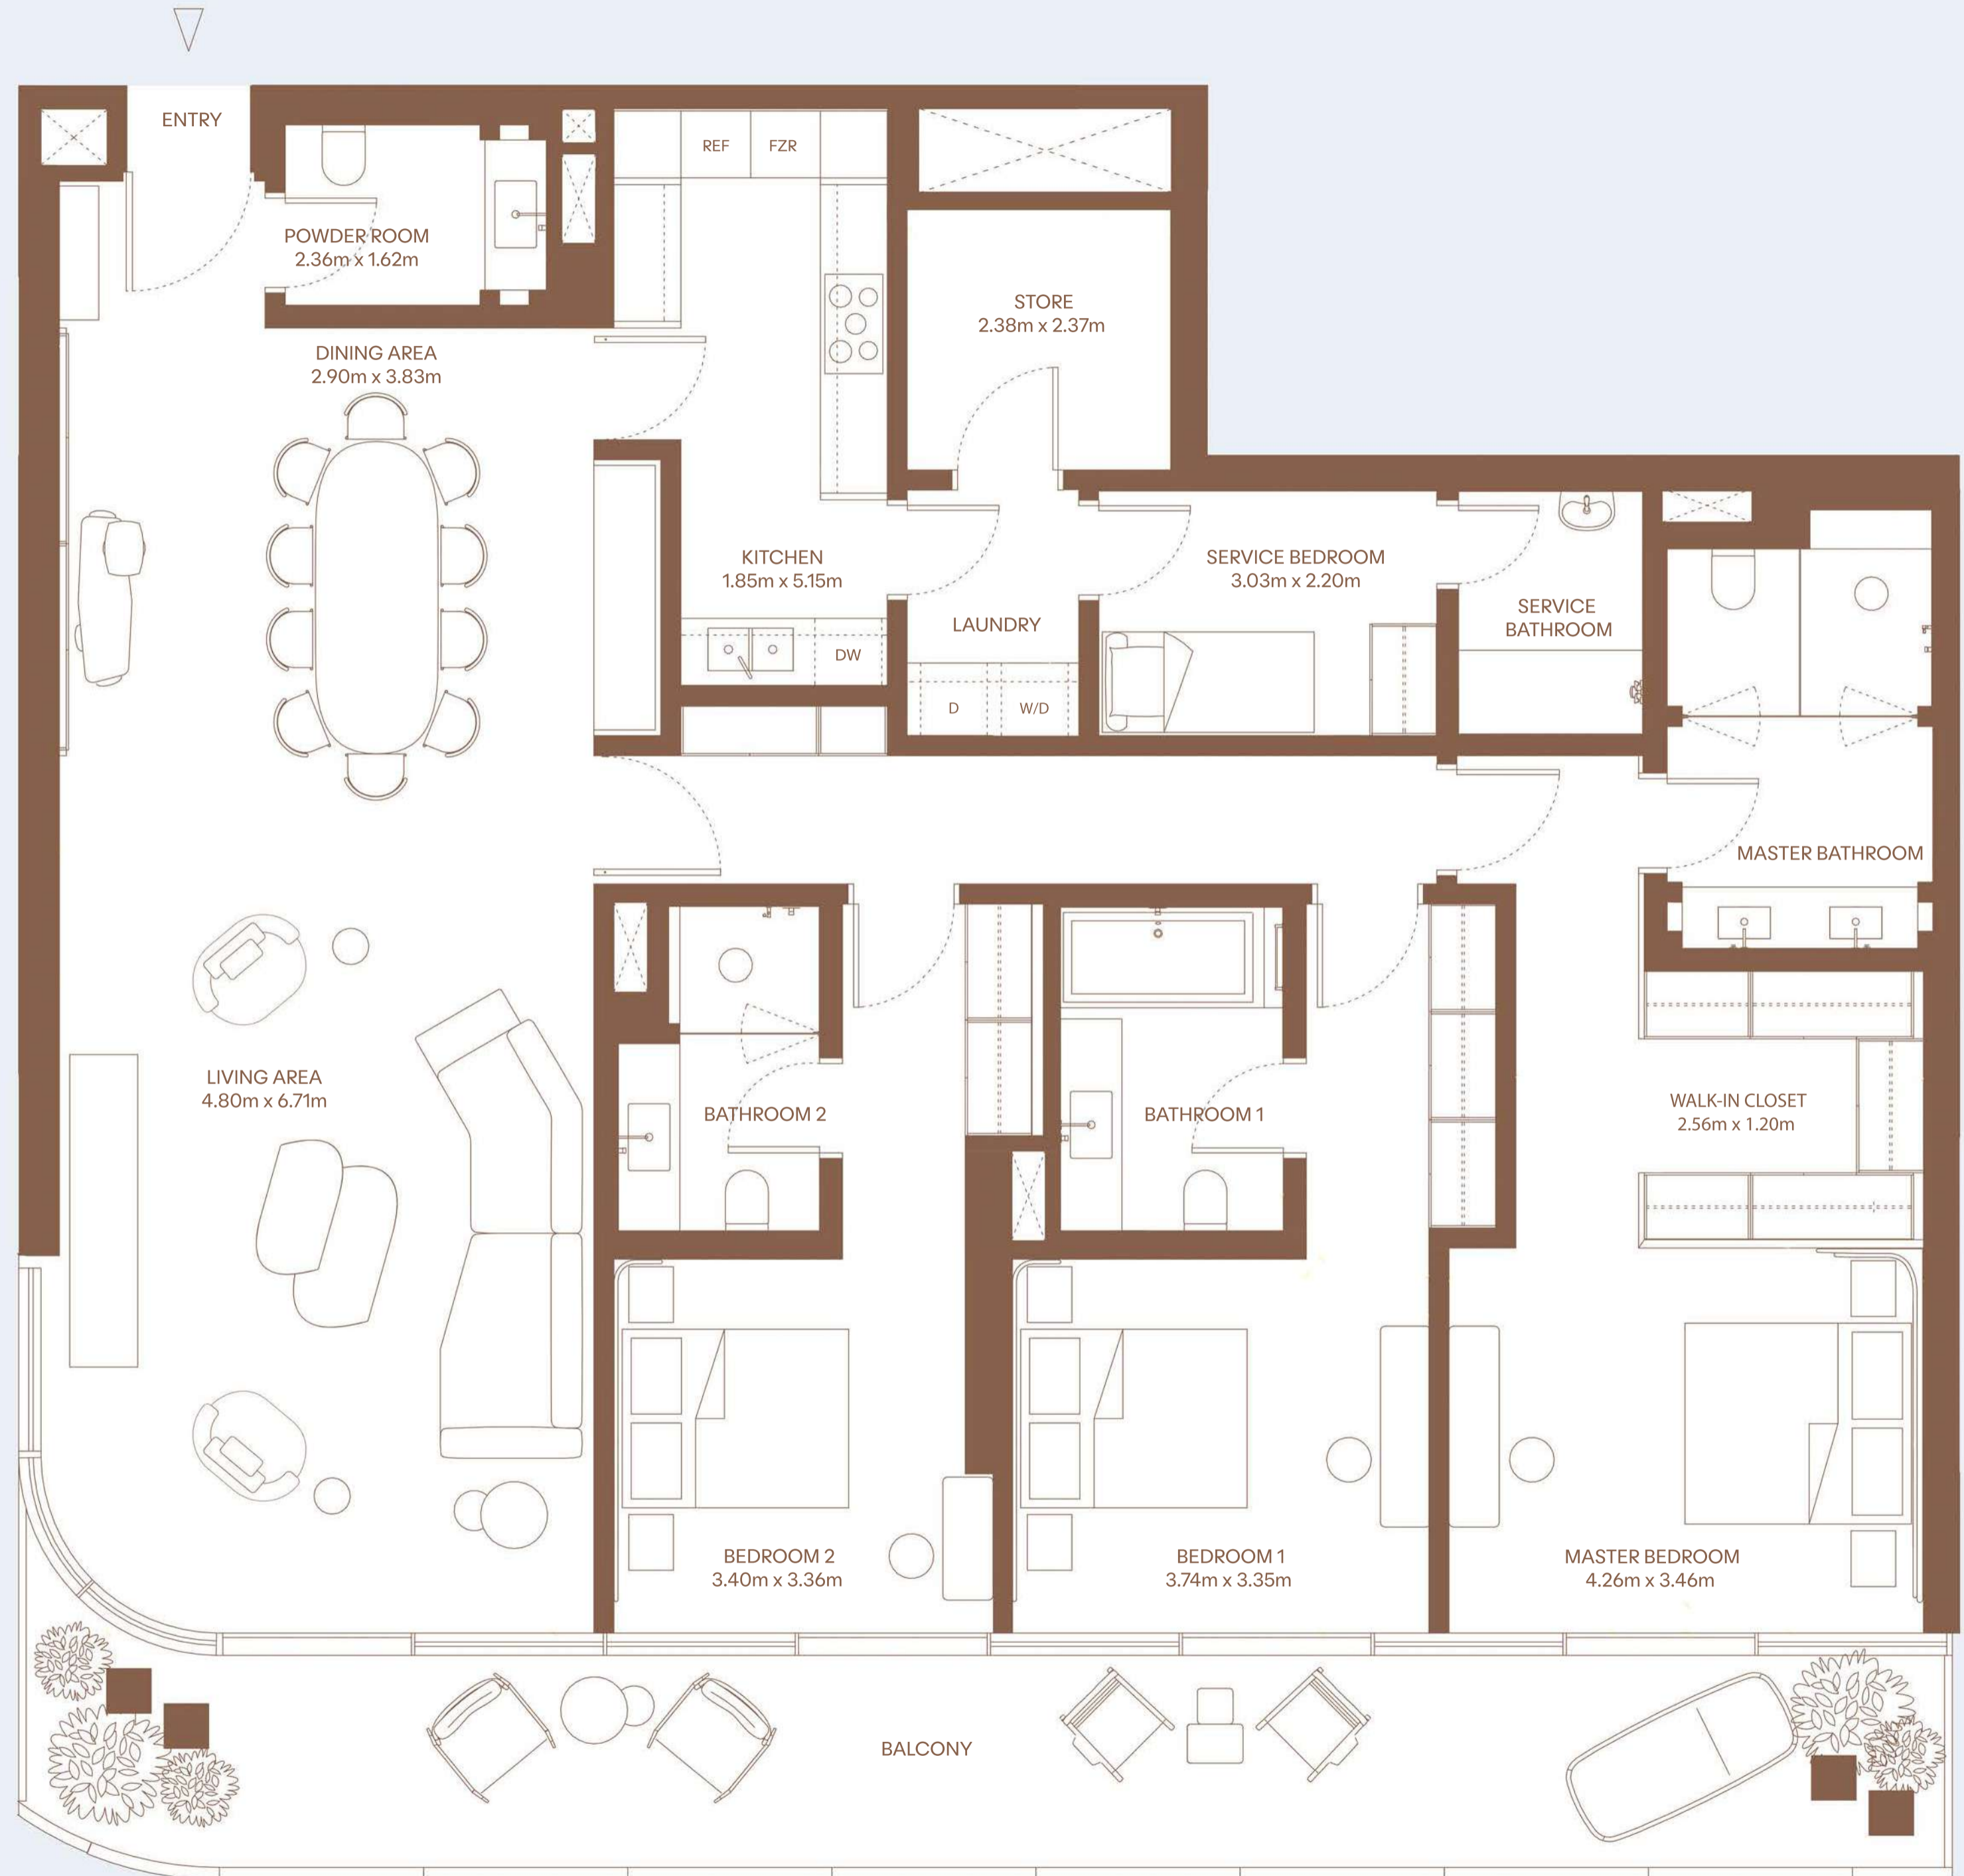 ENTRY
REF
FZR
POWDER ROOM
2.36m x 1.62m
STORE
2.38m x 2.37m
DINING AREA
2.90m x 3.83m
KITCHEN
1.85m x 5.15m
SERVICE BEDROOM
3.03m x 2.20m
SERVICE
BATHROOM
LAUNDRY
DW
D
W/D
MASTER BATHROOM
LIVING AREA
4.80m x 6.71m
BATHROOM 2
BATHROOM 1
WALK-IN CLOSET
2.56m x 1.20m
BEDROOM 2
3.40m x 3.36m
BEDROOM 1
3.74m x 3.35m
MASTER BEDROOM
4.26m x 3.46m
BALCONY